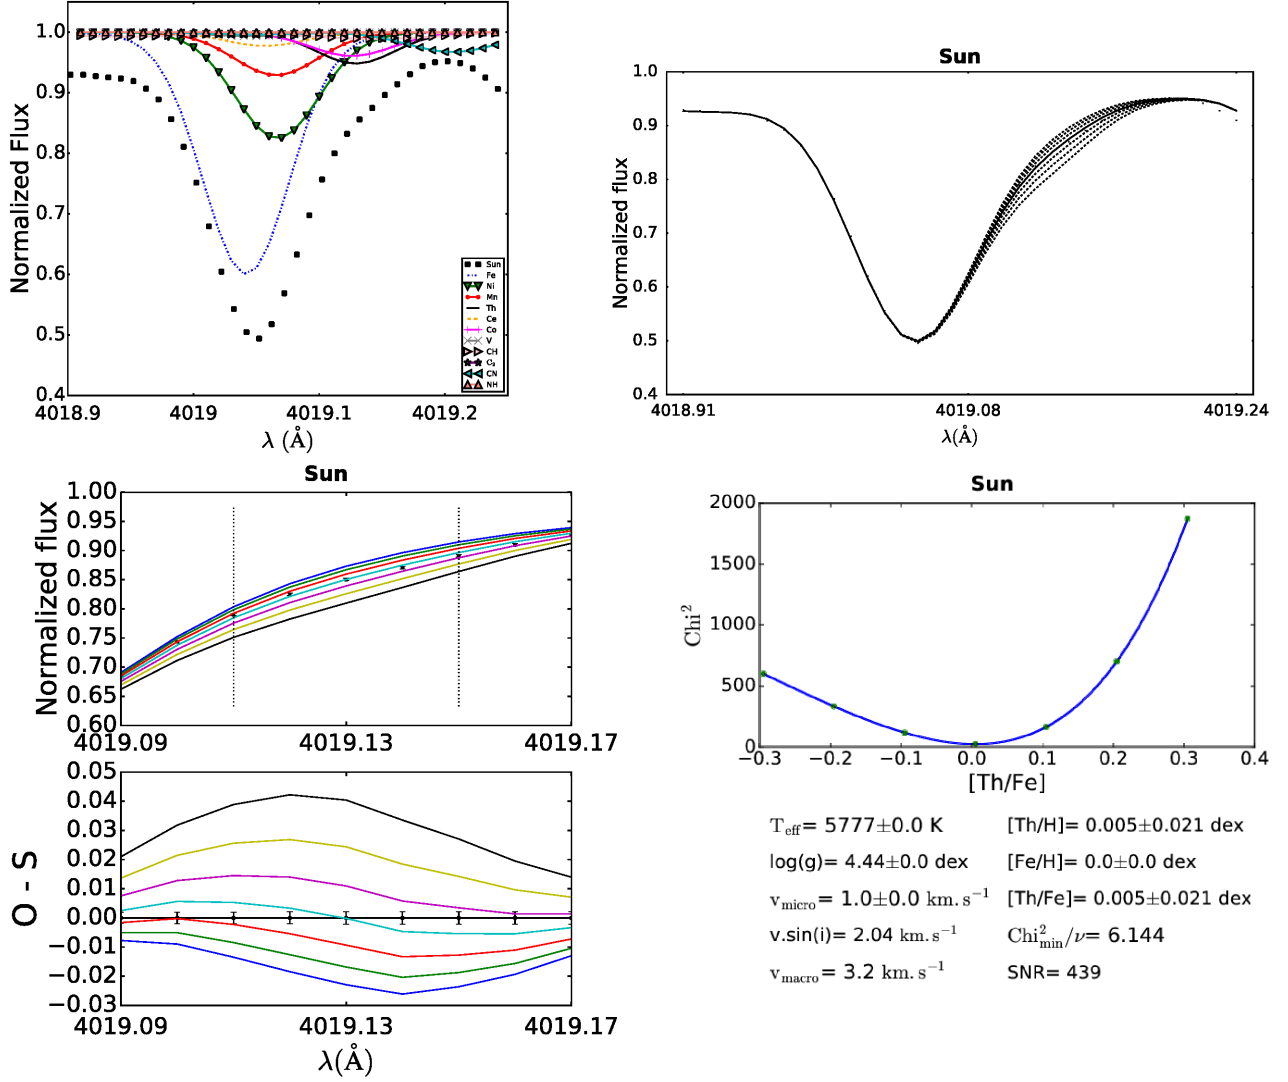 1.0
0.9
0.8
0.7
0.6
0.5
0.4
Normalized Flux
4018.9
4019
4019.1
4019.2
λ (Å)
Sun
Fe
Ni
Mn
Th
Ce
Co
V
CH
C₂
CN
NH
Sun
1.0
0.9
0.8
0.7
0.6
0.5
0.4
Normalized flux
4018.91
4019.08
4019.24
λ(Å)
Sun
1.00
0.95
0.90
0.85
0.80
0.75
0.70
0.65
0.60
Normalized flux
4019.09
4019.13
4019.17
0.05
0.04
0.03
0.02
0.01
0.00
−0.01
−0.02
−0.03
O - S
4019.09
4019.13
4019.17
λ(Å)
Sun
2000
1500
1000
500
0
Chi²
−0.3
−0.2
−0.1
0.0
0.1
0.2
0.3
0.4
[Th/Fe]
T_eff= 5777±0.0 K
[Th/H]= 0.005±0.021 dex
log(g)= 4.44±0.0 dex
[Fe/H]= 0.0±0.0 dex
v_micro= 1.0±0.0 km.s⁻¹
[Th/Fe]= 0.005±0.021 dex
v.sin(i)= 2.04 km.s⁻¹
Chi²_min/ν= 6.144
v_macro= 3.2 km.s⁻¹
SNR= 439